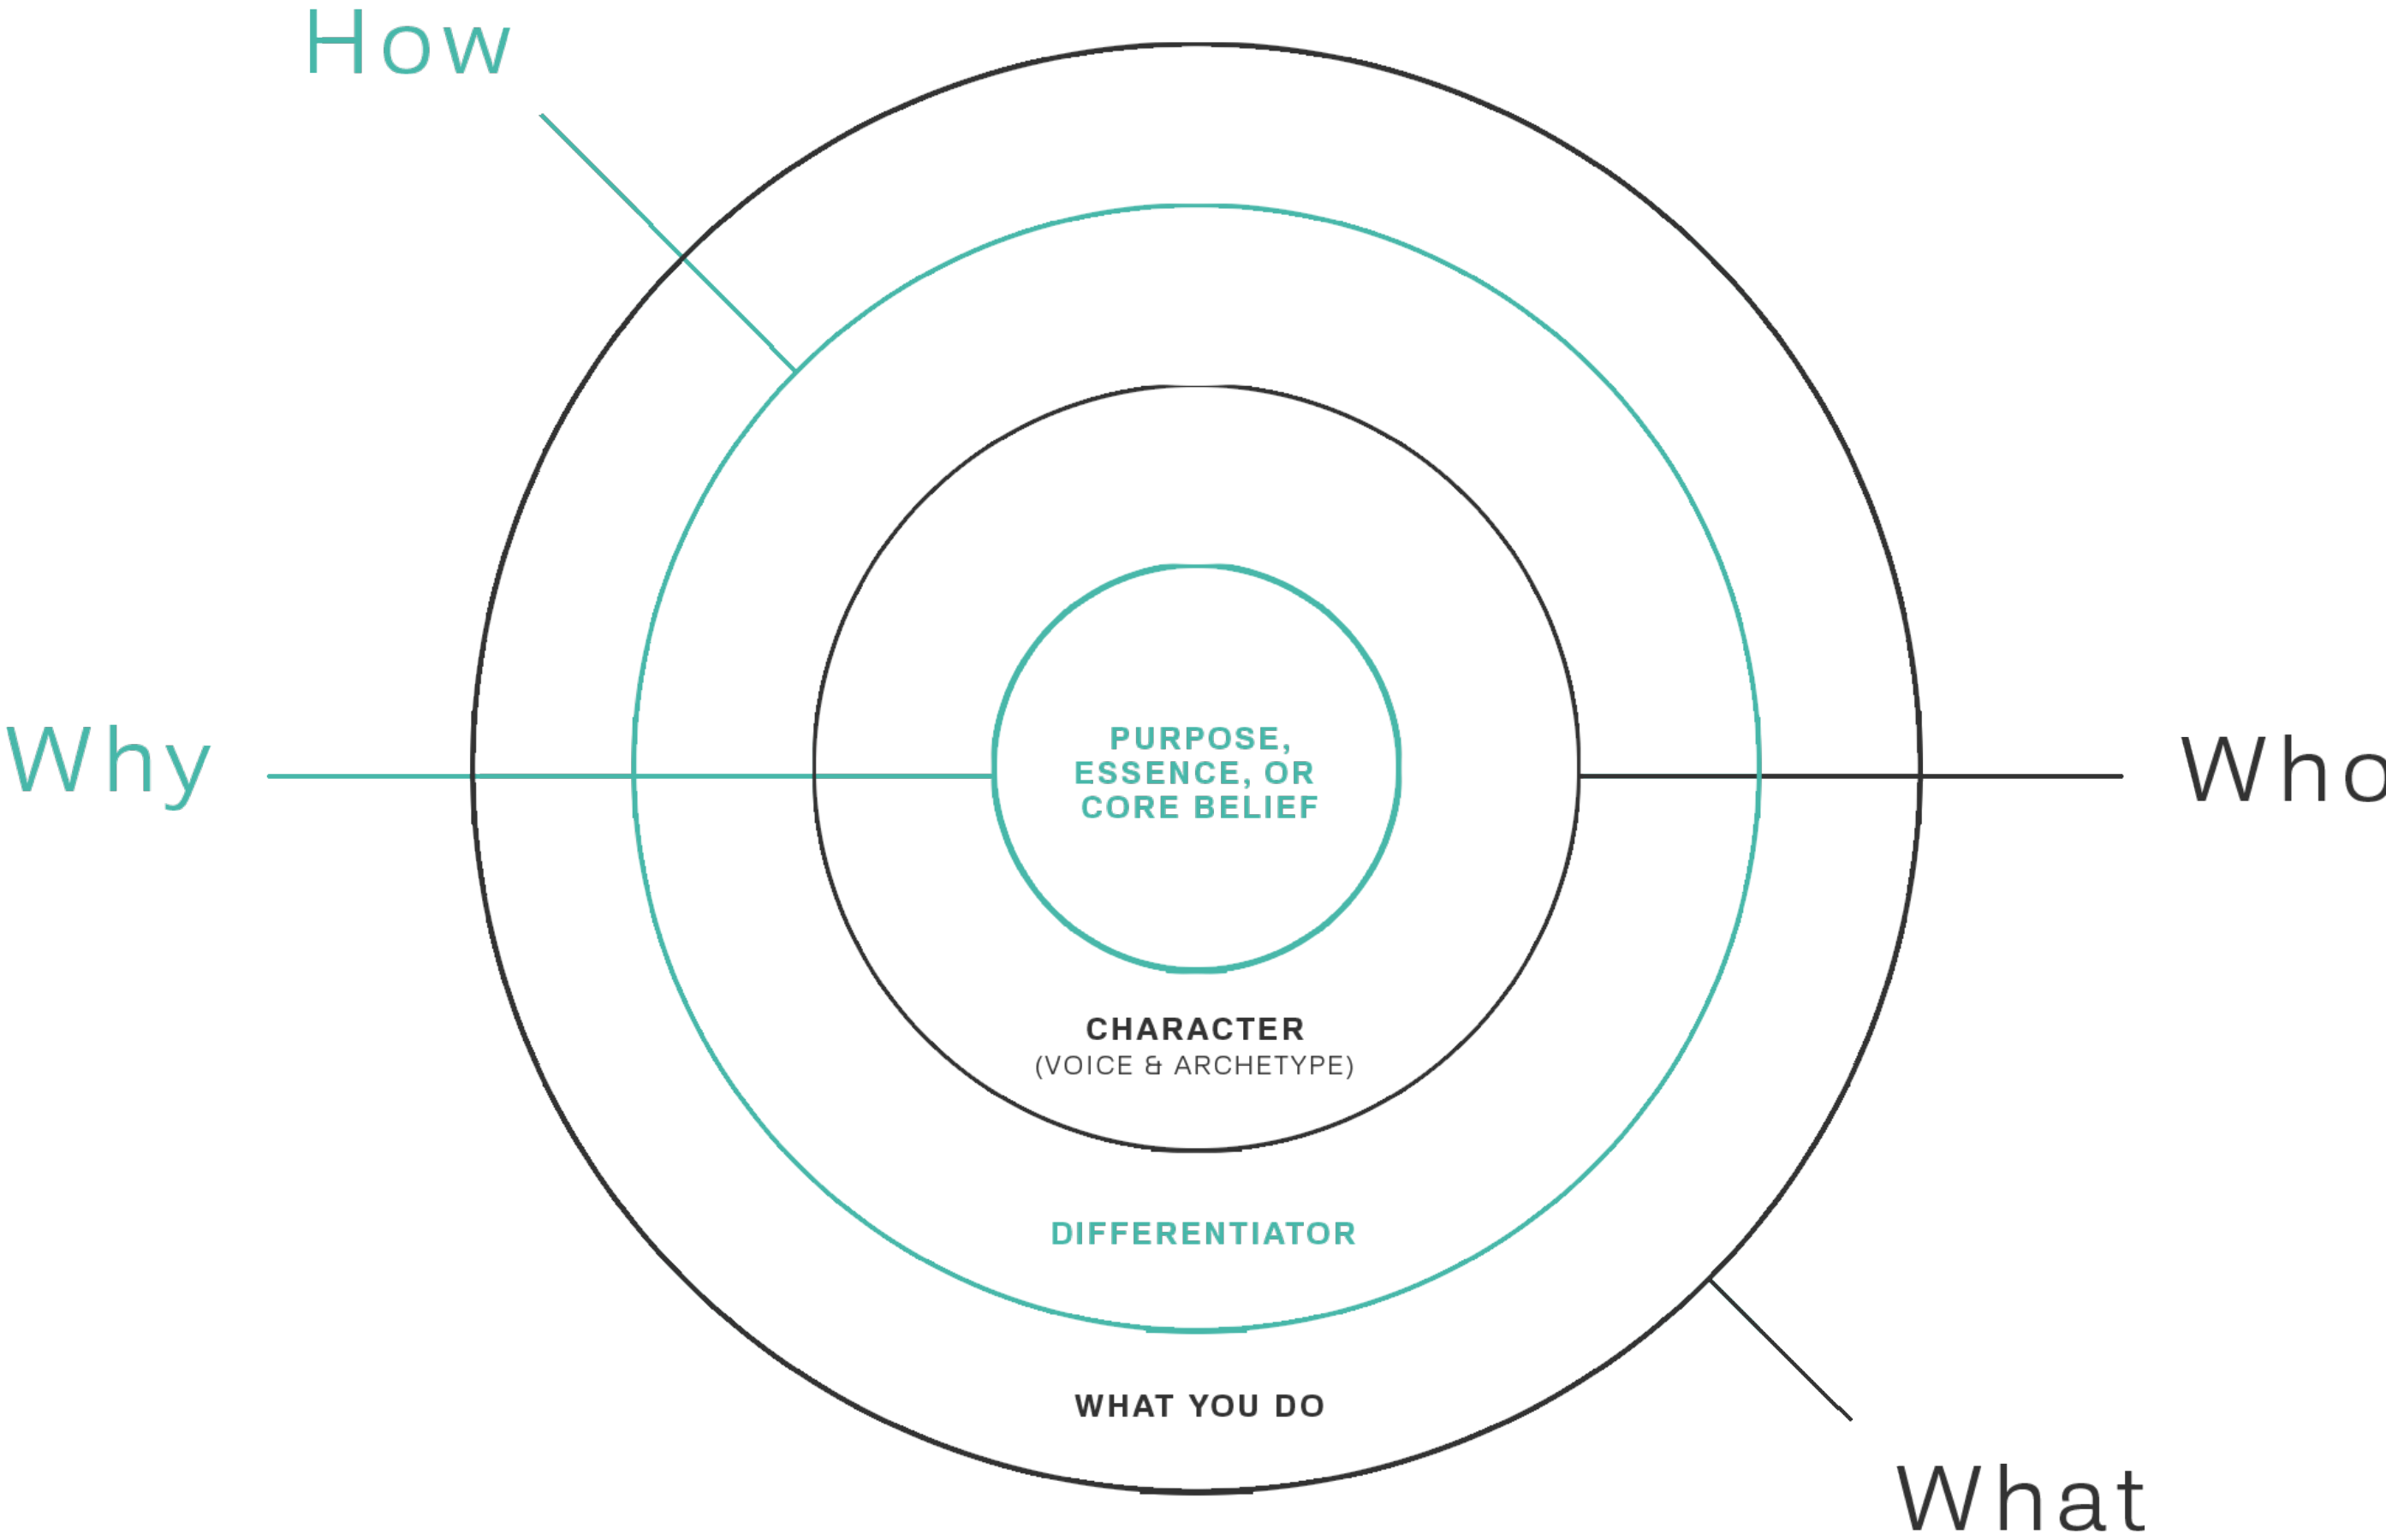 How
Why
PURPOSE,
ESSENCE, OR
CORE BELIEF
Who
CHARACTER
(VOICE & ARCHETYPE)
DIFFERENTIATOR
WHAT YOU DO
What